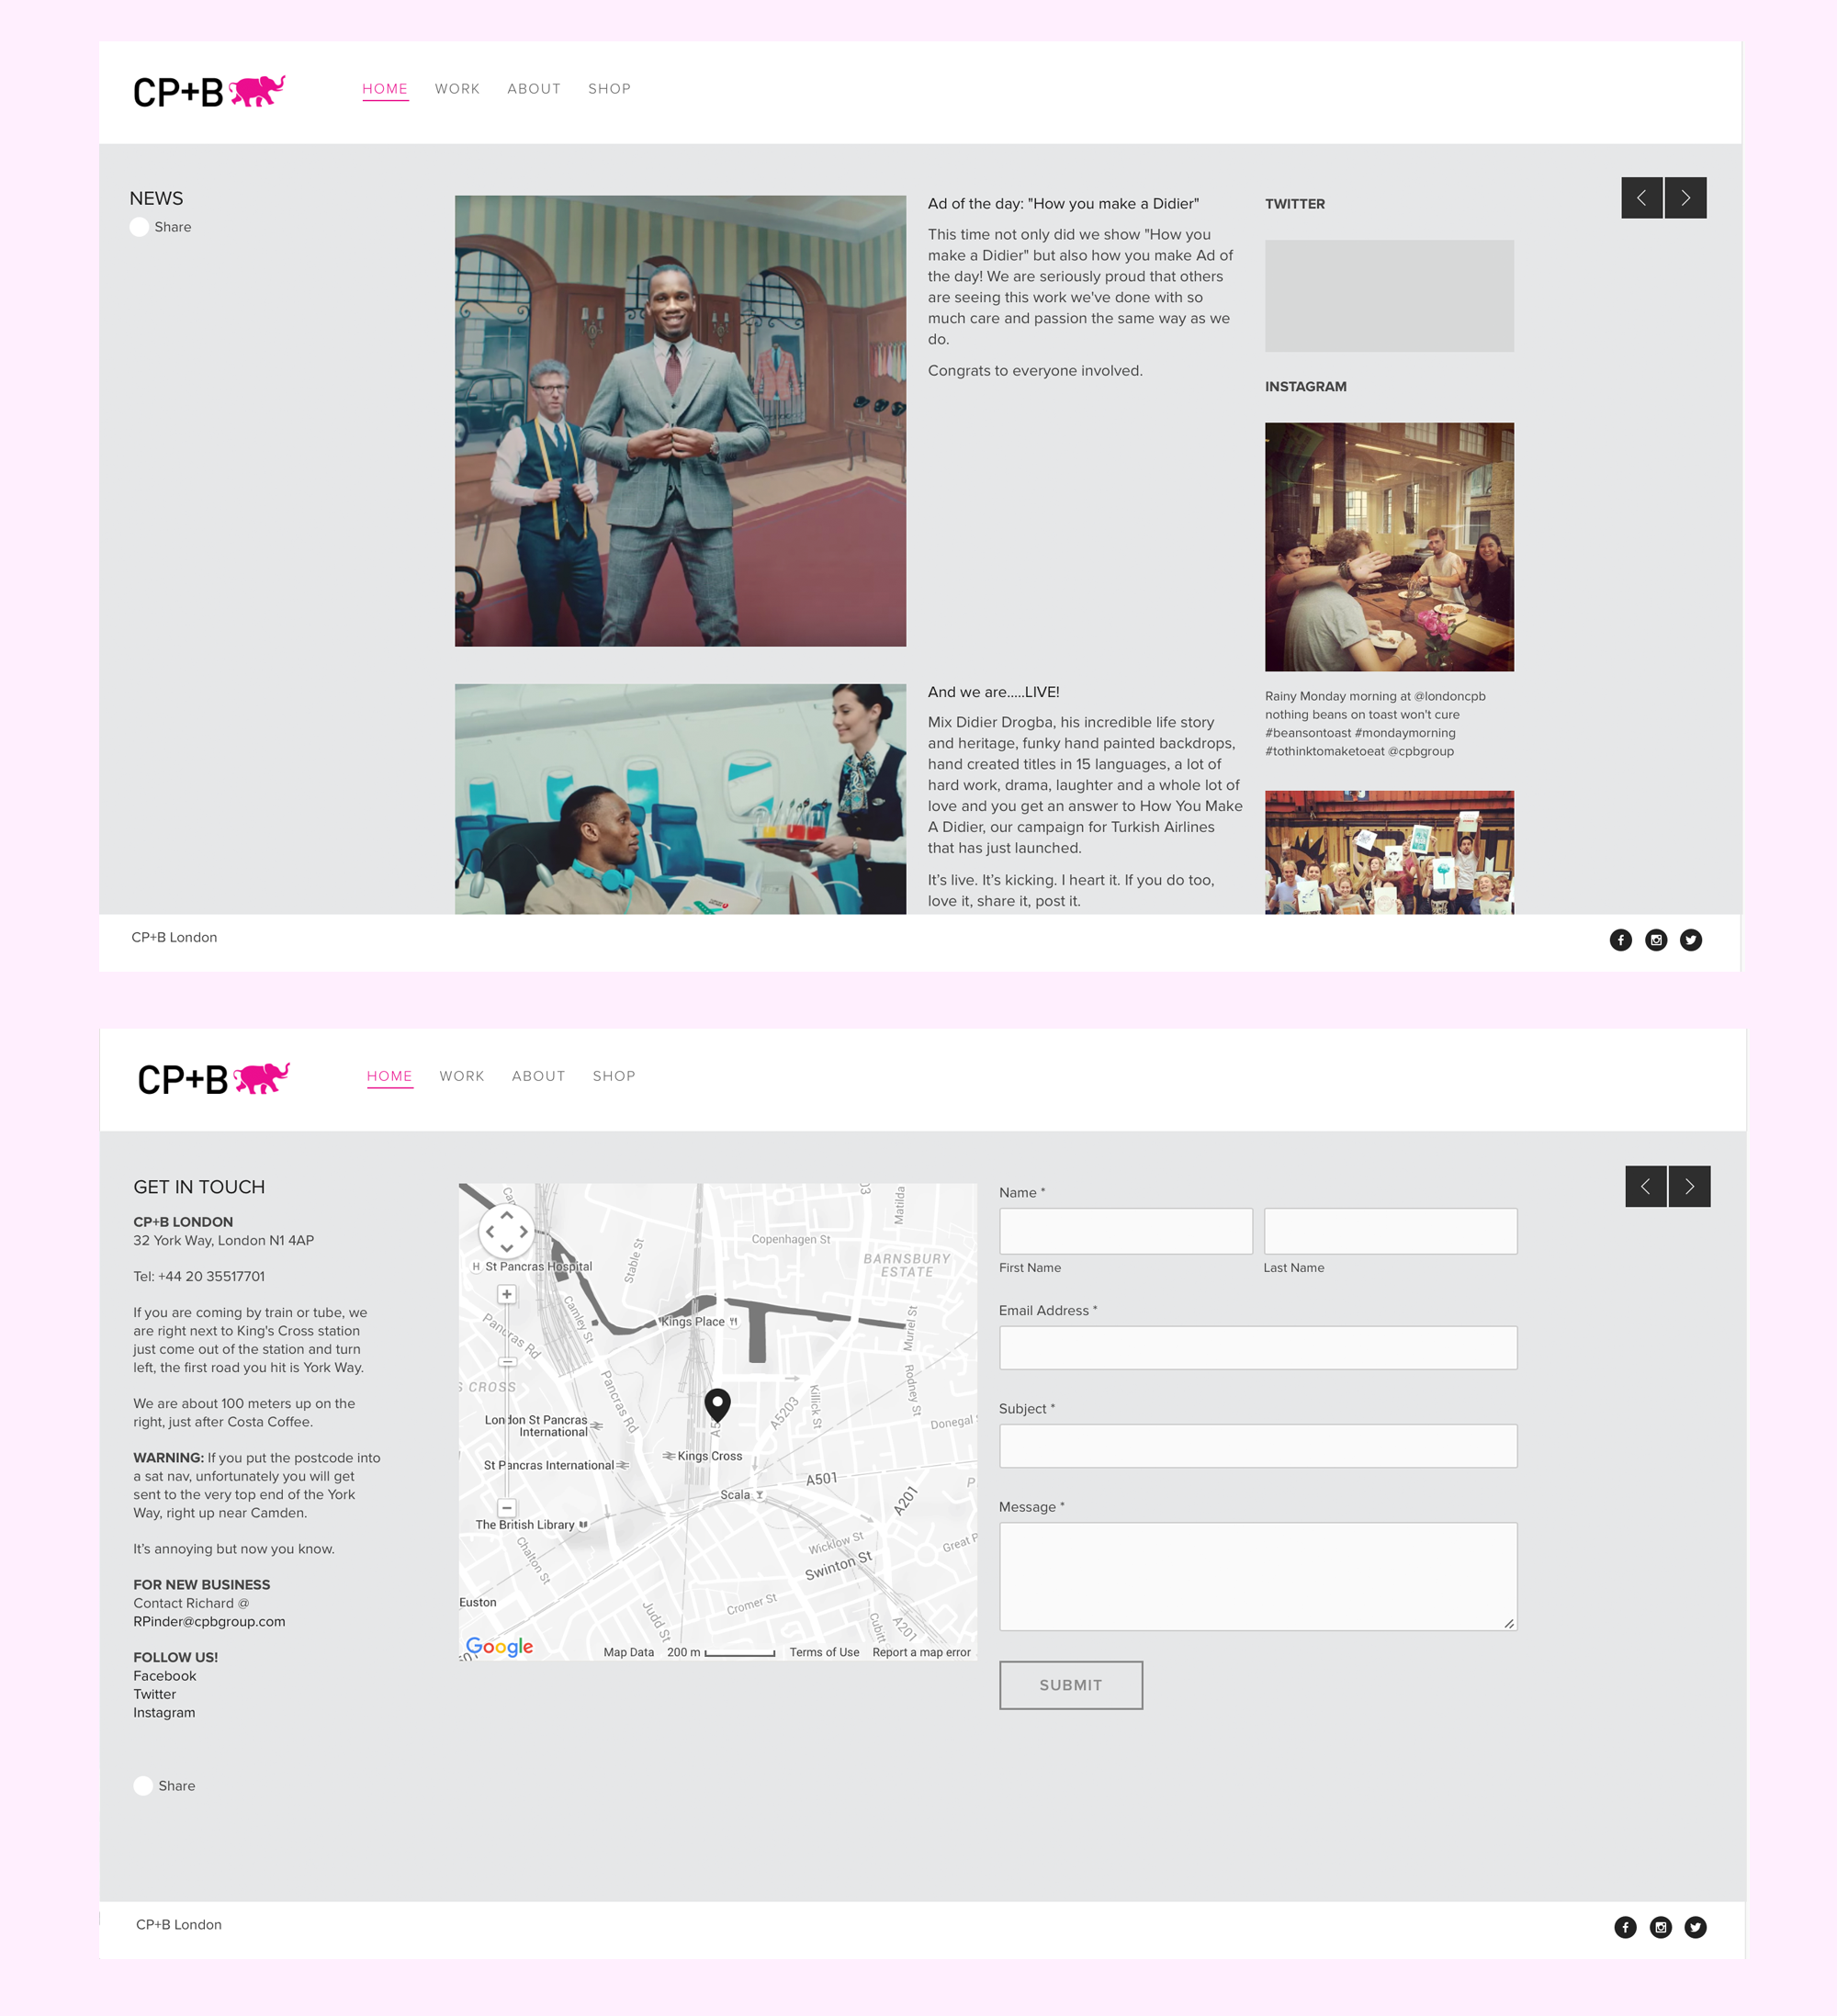 CP+B
HOME WORK ABOUT SHOP
NEWS
Share
Ad of the day: "How you make a Didier"
This time not only did we show "How you
make a Didier" but also how you make Ad of
the day! We are seriously proud that others
are seeing this work we've done with so
much care and passion the same way as we
do.
Congrats to everyone involved.
And we are.....LIVE!
Mix Didier Drogba, his incredible life story
and heritage, funky hand painted backdrops,
hand created titles in 15 languages, a lot of
hard work, drama, laughter and a whole lot of
love and you get an answer to How You Make
A Didier, our campaign for Turkish Airlines
that has just launched.
It's live. It's kicking. I heart it. If you do too,
love it, share it, post it.
TWITTER
INSTAGRAM
Rainy Monday morning at @londoncpb
nothing beans on toast won't cure
#beansontoast #mondaymorning
#tothinktomaketoeat @cpbgroup
CP+B London
CP+B
HOME WORK ABOUT SHOP
GET IN TOUCH
CP+B LONDON
32 York Way, London N1 4AP
Tel: +44 20 35517701
If you are coming by train or tube, we
are right next to King's Cross station
just come out of the station and turn
left, the first road you hit is York Way.
We are about 100 meters up on the
right, just after Costa Coffee.
WARNING: If you put the postcode into
a sat nav, unfortunately you will get
sent to the very top end of the York
Way, right up near Camden.
It's annoying but now you know.
FOR NEW BUSINESS
Contact Richard @
RPinder@cpbgroup.com
FOLLOW US!
Facebook
Twitter
Instagram
Share
Matilda
Copenhagen St
BARNSBURY
ESTATE
H St Pancras Hospital
Stable St
Camley St
Kings Place
Pancras Rd
Muriel St
S CROSS
Pancras Rd
Killick St
Rodney St
A5203
Donegal
London St Pancras
International
Kings Cross
St Pancras International
A501
Scala
A201
The British Library
Chalton St
Wicklow St
Great P
Swinton St
Euston
Judd St
Cromer St
Cubitt
A201
Google
Map Data 200 m Terms of Use Report a map error
Name *
First Name Last Name
Email Address *
Subject *
Message *
SUBMIT
CP+B London